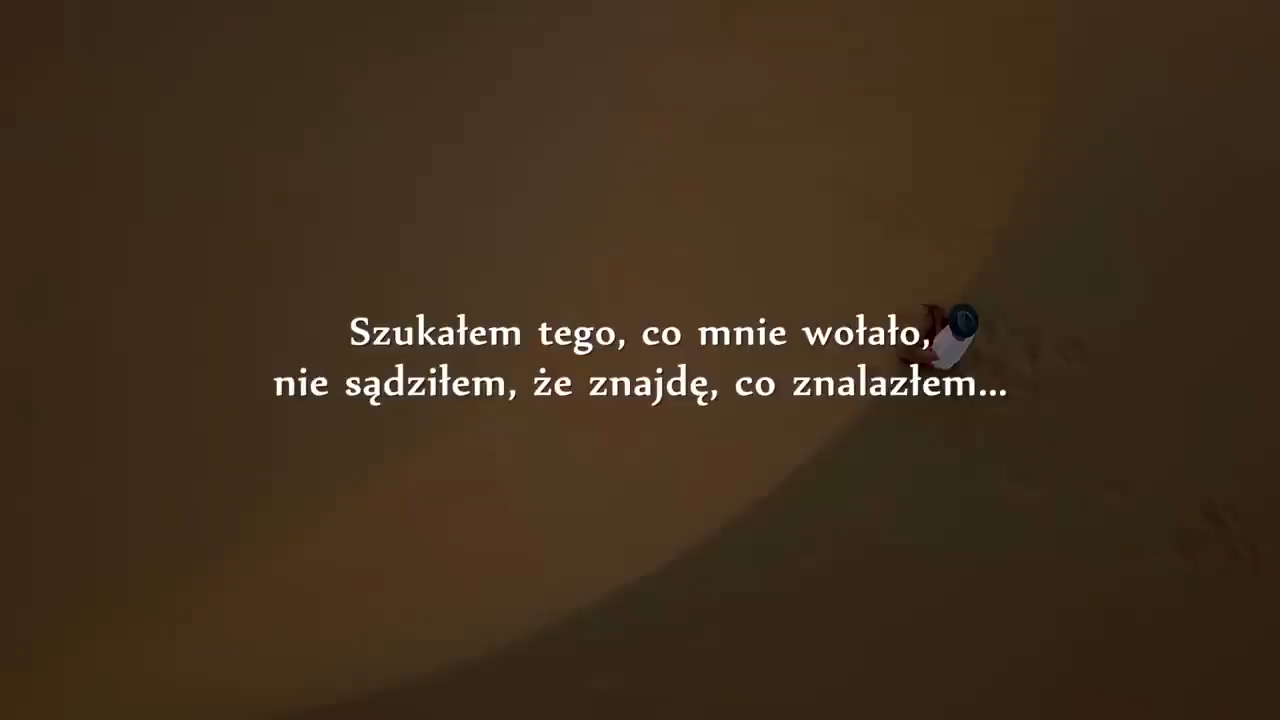 Szukałem tego, co mnie wołało,
nie sądziłem, że znajdę, co znalazłem...